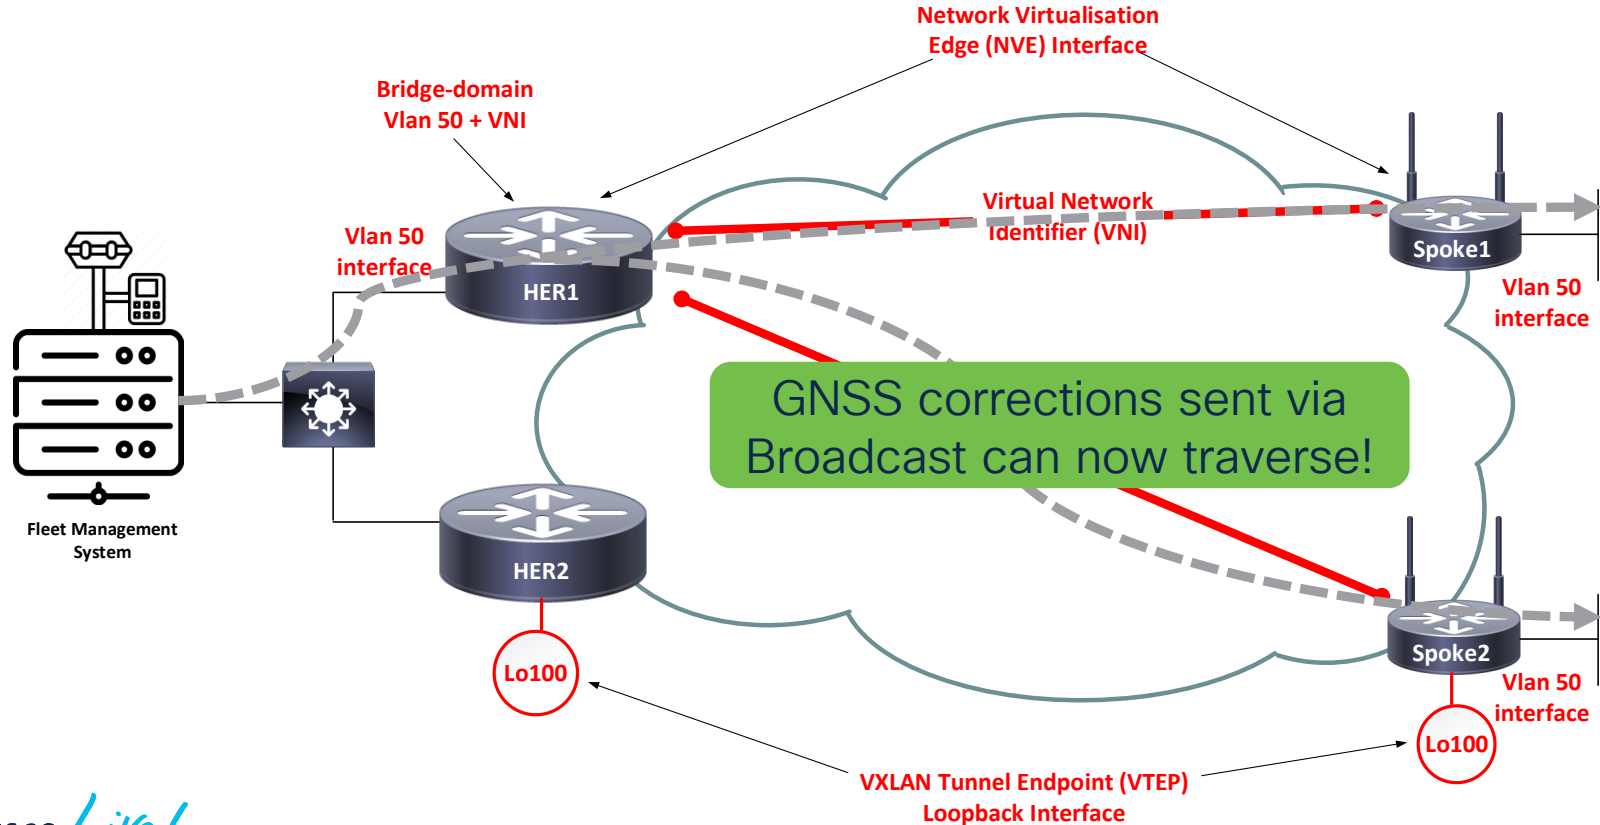 Network Virtualisation
Edge (NVE) Interface
Bridge-domain
Vlan 50 + VNI
Vlan 50
interface
HER1
Virtual Network
Identifier (VNI)
Spoke1
Vlan 50
interface
GNSS corrections sent via
Broadcast can now traverse!
Fleet Management
System
HER2
Lo100
Spoke2
Vlan 50
interface
Lo100
VXLAN Tunnel Endpoint (VTEP)
Loopback Interface